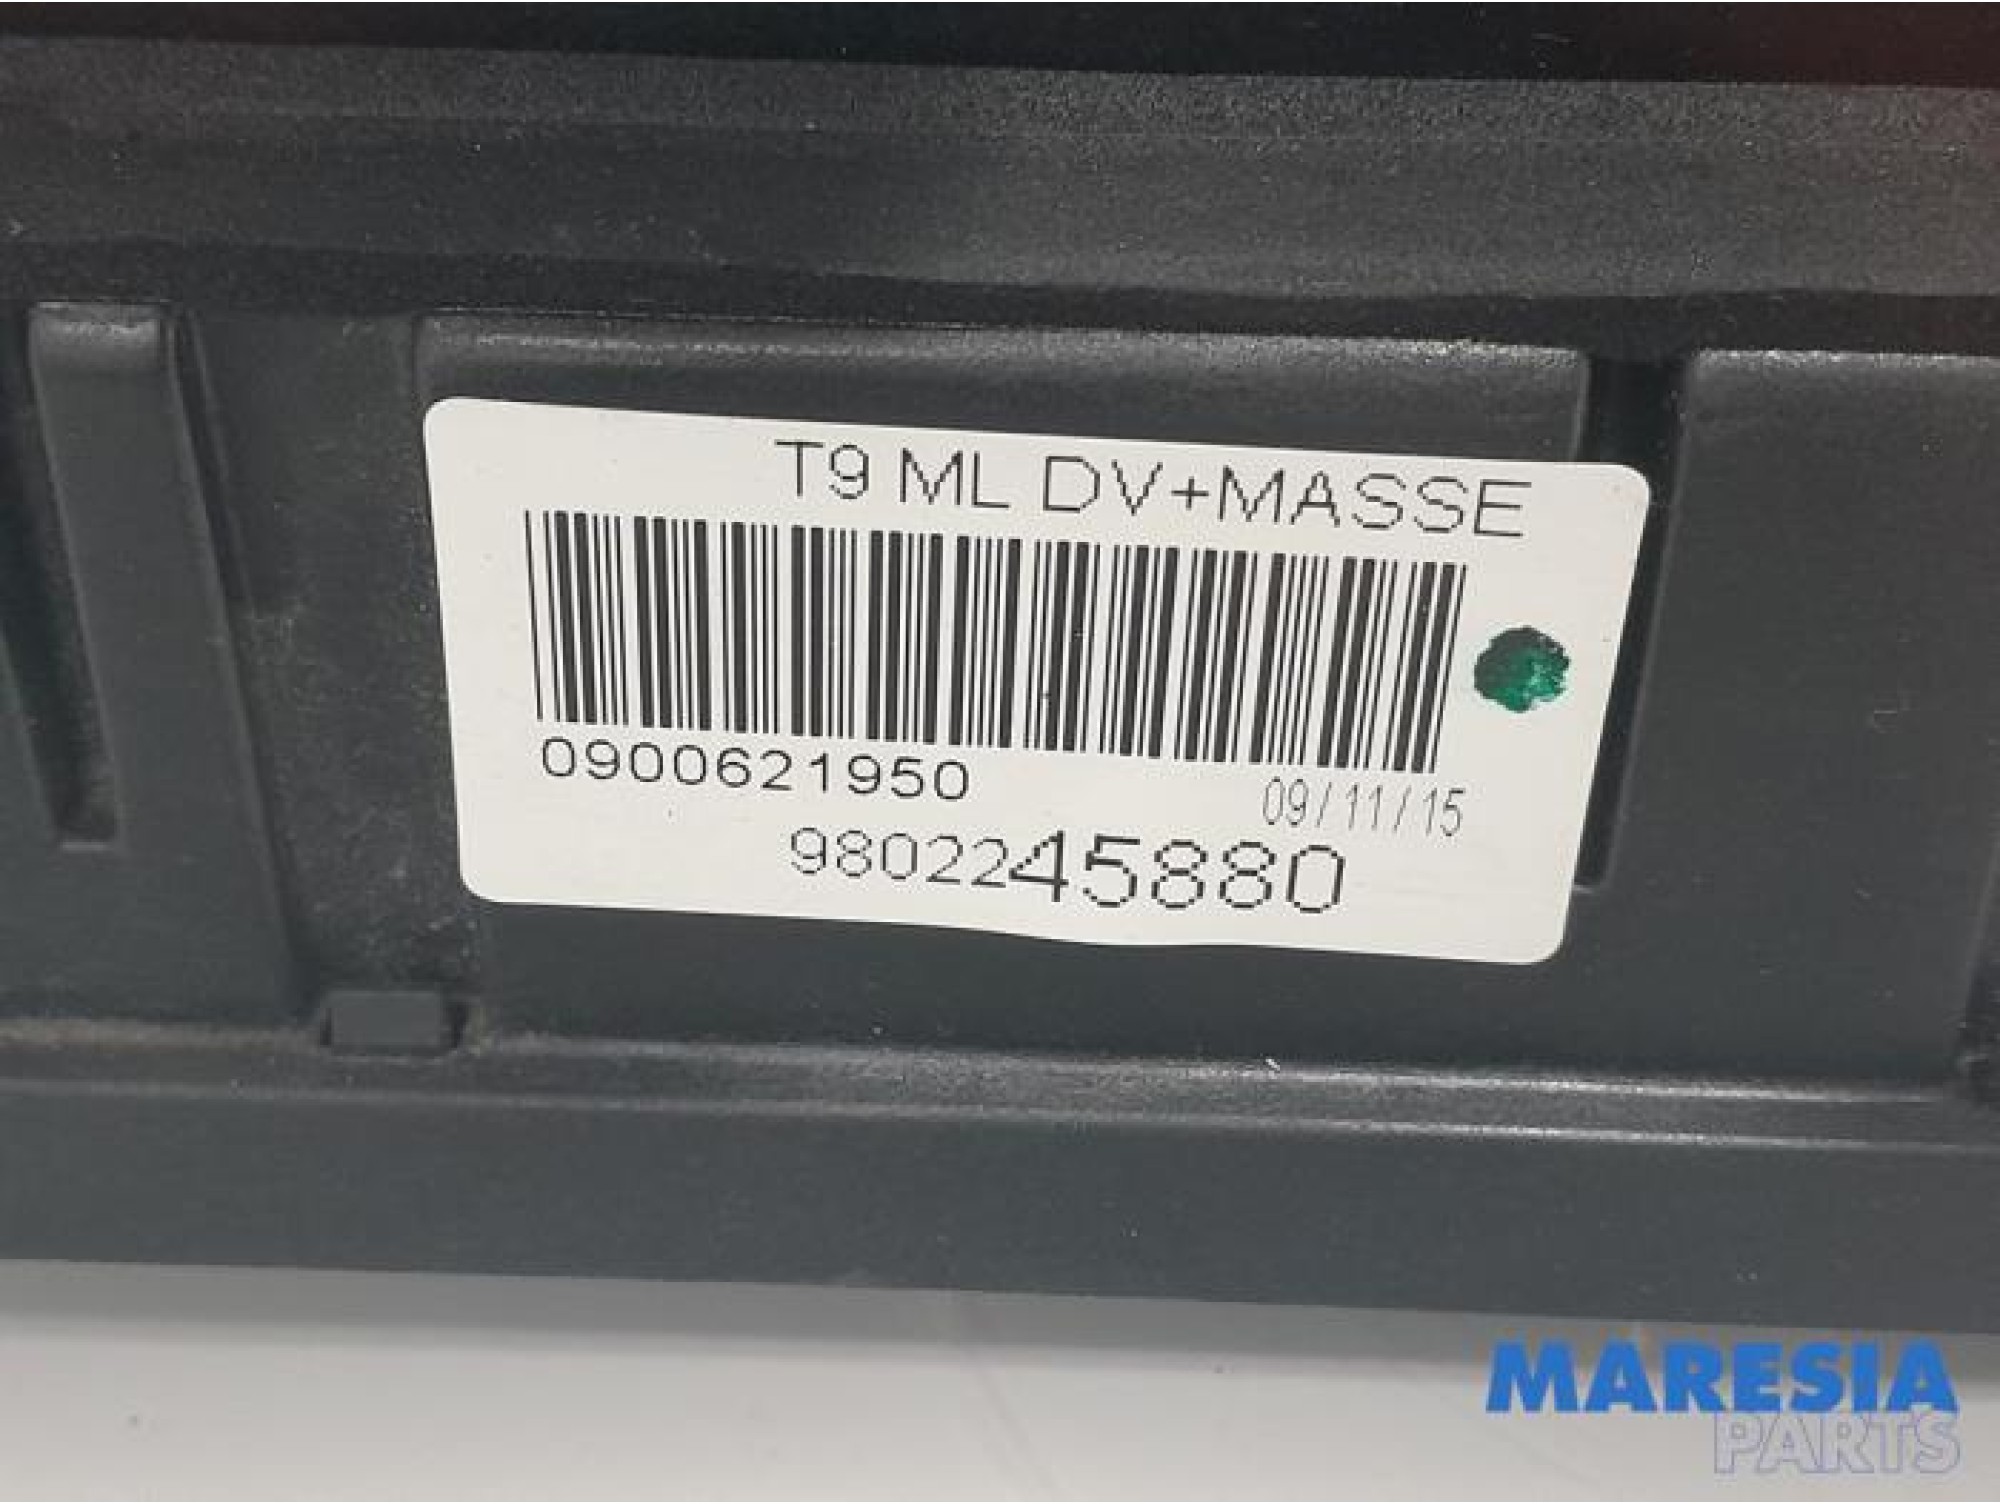 T9 ML DV+MASSE
0900621950
09/11/15
9802245880
MARESIA
PARTS